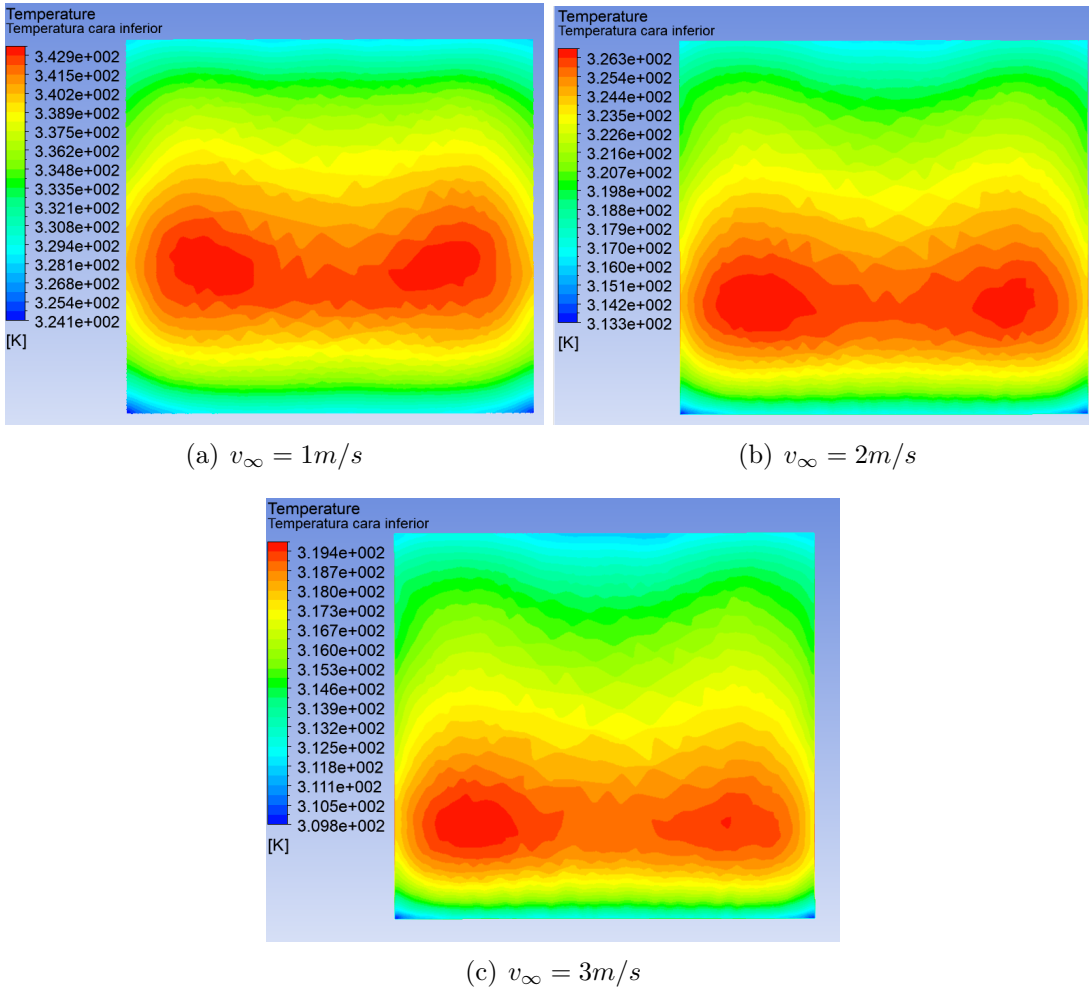 Temperature
Temperatura cara inferior
3.429e+002
3.415e+002
3.402e+002
3.389e+002
3.375e+002
3.362e+002
3.348e+002
3.335e+002
3.321e+002
3.308e+002
3.294e+002
3.281e+002
3.268e+002
3.254e+002
3.241e+002
[K]
(a) v∞ = 1m/s
Temperature
Temperatura cara inferior
3.263e+002
3.254e+002
3.244e+002
3.235e+002
3.226e+002
3.216e+002
3.207e+002
3.198e+002
3.188e+002
3.179e+002
3.170e+002
3.160e+002
3.151e+002
3.142e+002
3.133e+002
[K]
(b) v∞ = 2m/s
Temperature
Temperatura cara inferior
3.194e+002
3.187e+002
3.180e+002
3.173e+002
3.167e+002
3.160e+002
3.153e+002
3.146e+002
3.139e+002
3.132e+002
3.125e+002
3.118e+002
3.111e+002
3.105e+002
3.098e+002
[K]
(c) v∞ = 3m/s